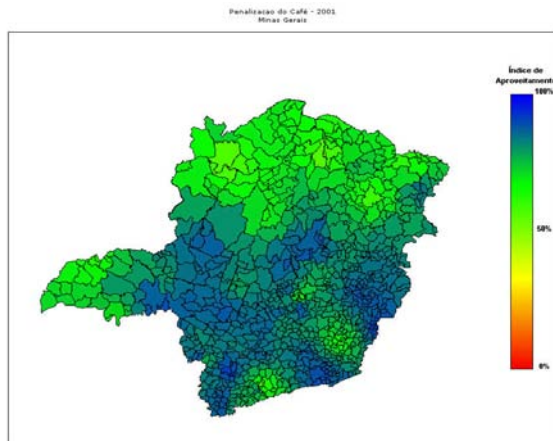 Penalizacao do Café - 2001
Minas Gerais
Índice de
Aproveitamento
100%
50%
0%